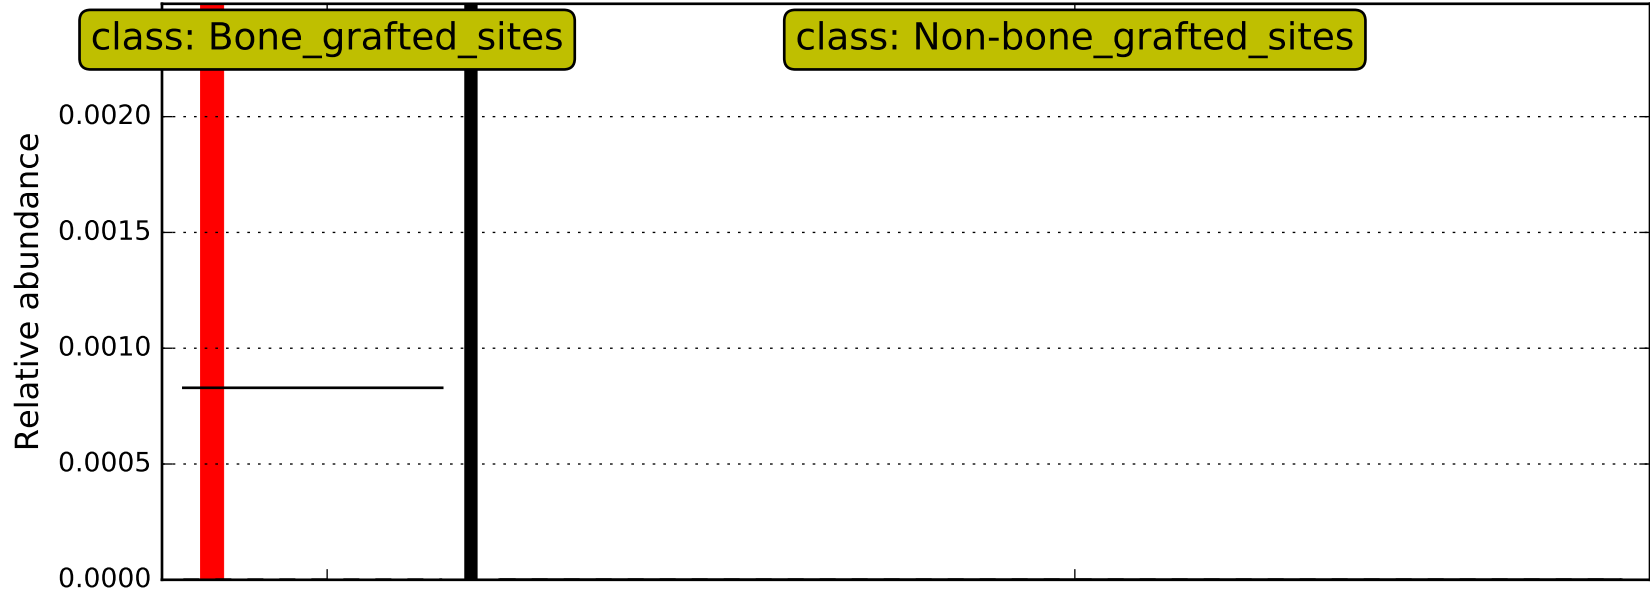 class: Bone_grafted_sites
class: Non-bone_grafted_sites
Relative abundance
0.0020
0.0015
0.0010
0.0005
0.0000